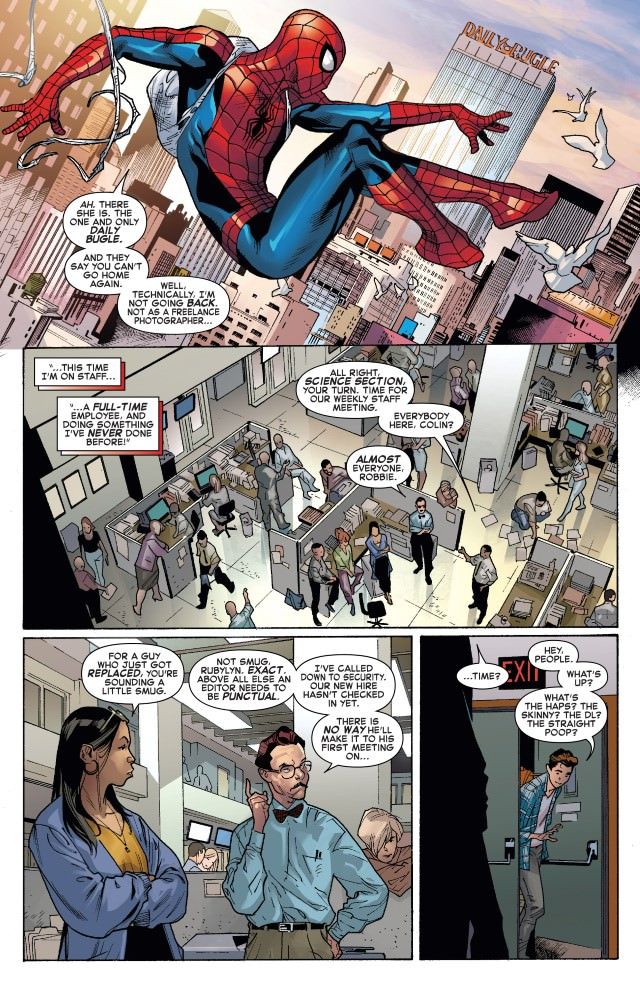 DAILY BUGLE
AH. THERE
SHE IS. THE
ONE AND ONLY
DAILY
BUGLE.
AND THEY
SAY YOU CAN'T
GO HOME
AGAIN.
WELL,
TECHNICALLY, I'M
NOT GOING BACK.
NOT AS A FREELANCE
PHOTOGRAPHER...
"...THIS TIME
I'M ON STAFF...
"...A FULL-TIME
EMPLOYEE, AND
DOING SOMETHING
I'VE NEVER DONE
BEFORE!"
ALL RIGHT,
SCIENCE SECTION,
YOUR TURN. TIME FOR
OUR WEEKLY STAFF
MEETING.
EVERYBODY
HERE, COLIN?
ALMOST
EVERYONE,
ROBBIE.
FOR A GUY
WHO JUST GOT
REPLACED, YOU'RE
SOUNDING A
LITTLE SMUG.
NOT SMUG,
RUBYLYN. EXACT.
ABOVE ALL ELSE AN
EDITOR NEEDS TO
BE PUNCTUAL.
I'VE CALLED
DOWN TO SECURITY.
OUR NEW HIRE
HASN'T CHECKED
IN YET.
THERE IS
NO WAY HE'LL
MAKE IT TO HIS
FIRST MEETING
ON...
...TIME?
EXIT
HEY,
PEOPLE.
WHAT'S
UP?
WHAT'S
THE HAPS? THE
SKINNY? THE DL?
THE STRAIGHT
POOP?